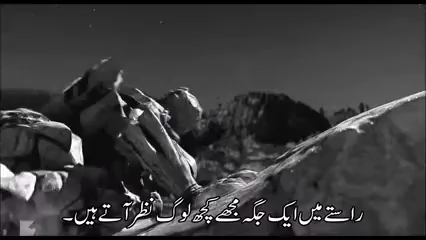 راستے میں ایک جگہ مجھے کچھ لوگ نظر آتے ہیں۔